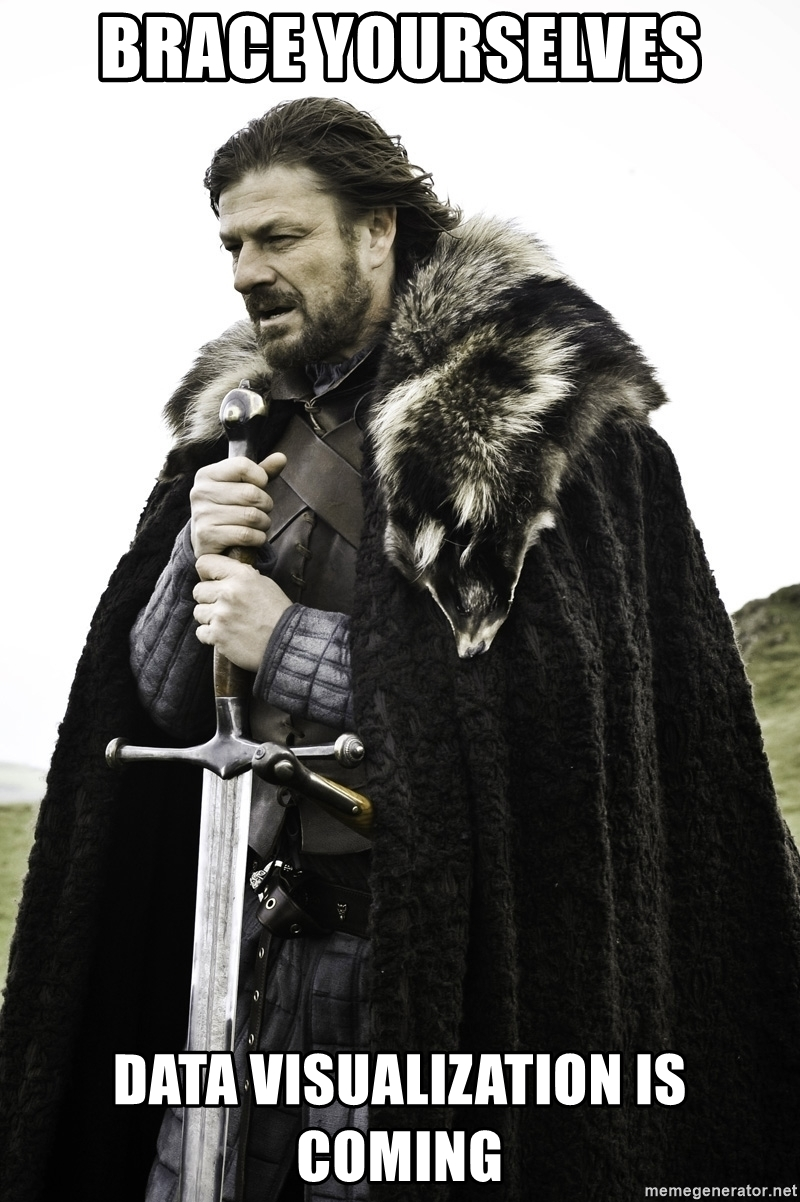 BRACE YOURSELVES
DATA VISUALIZATION IS
COMING
memegenerator.net